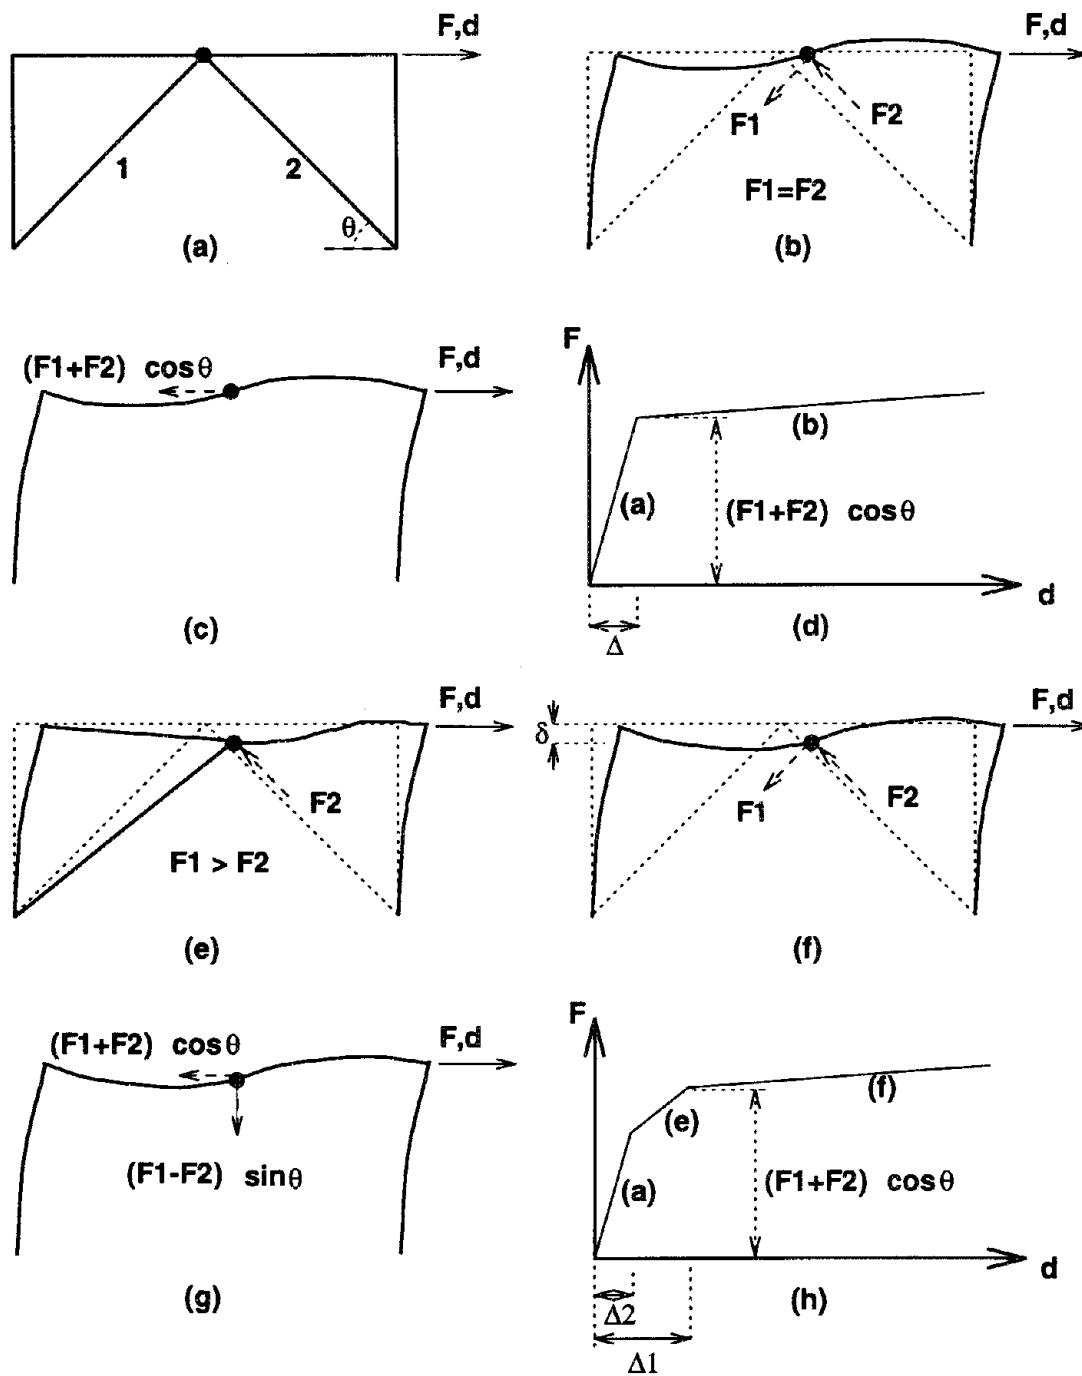 F,d
1
2
θ
(a)
F,d
F1
F2
F1=F2
(b)
(F1+F2) cosθ
F,d
(c)
F
(b)
(a)
(F1+F2) cosθ
d
Δ
(d)
F,d
F2
F1 > F2
(e)
F,d
δ
F1
F2
(f)
(F1+F2) cosθ
F,d
(F1-F2) sinθ
(g)
F
(f)
(e)
(a)
(F1+F2) cosθ
d
Δ2
(h)
Δ1